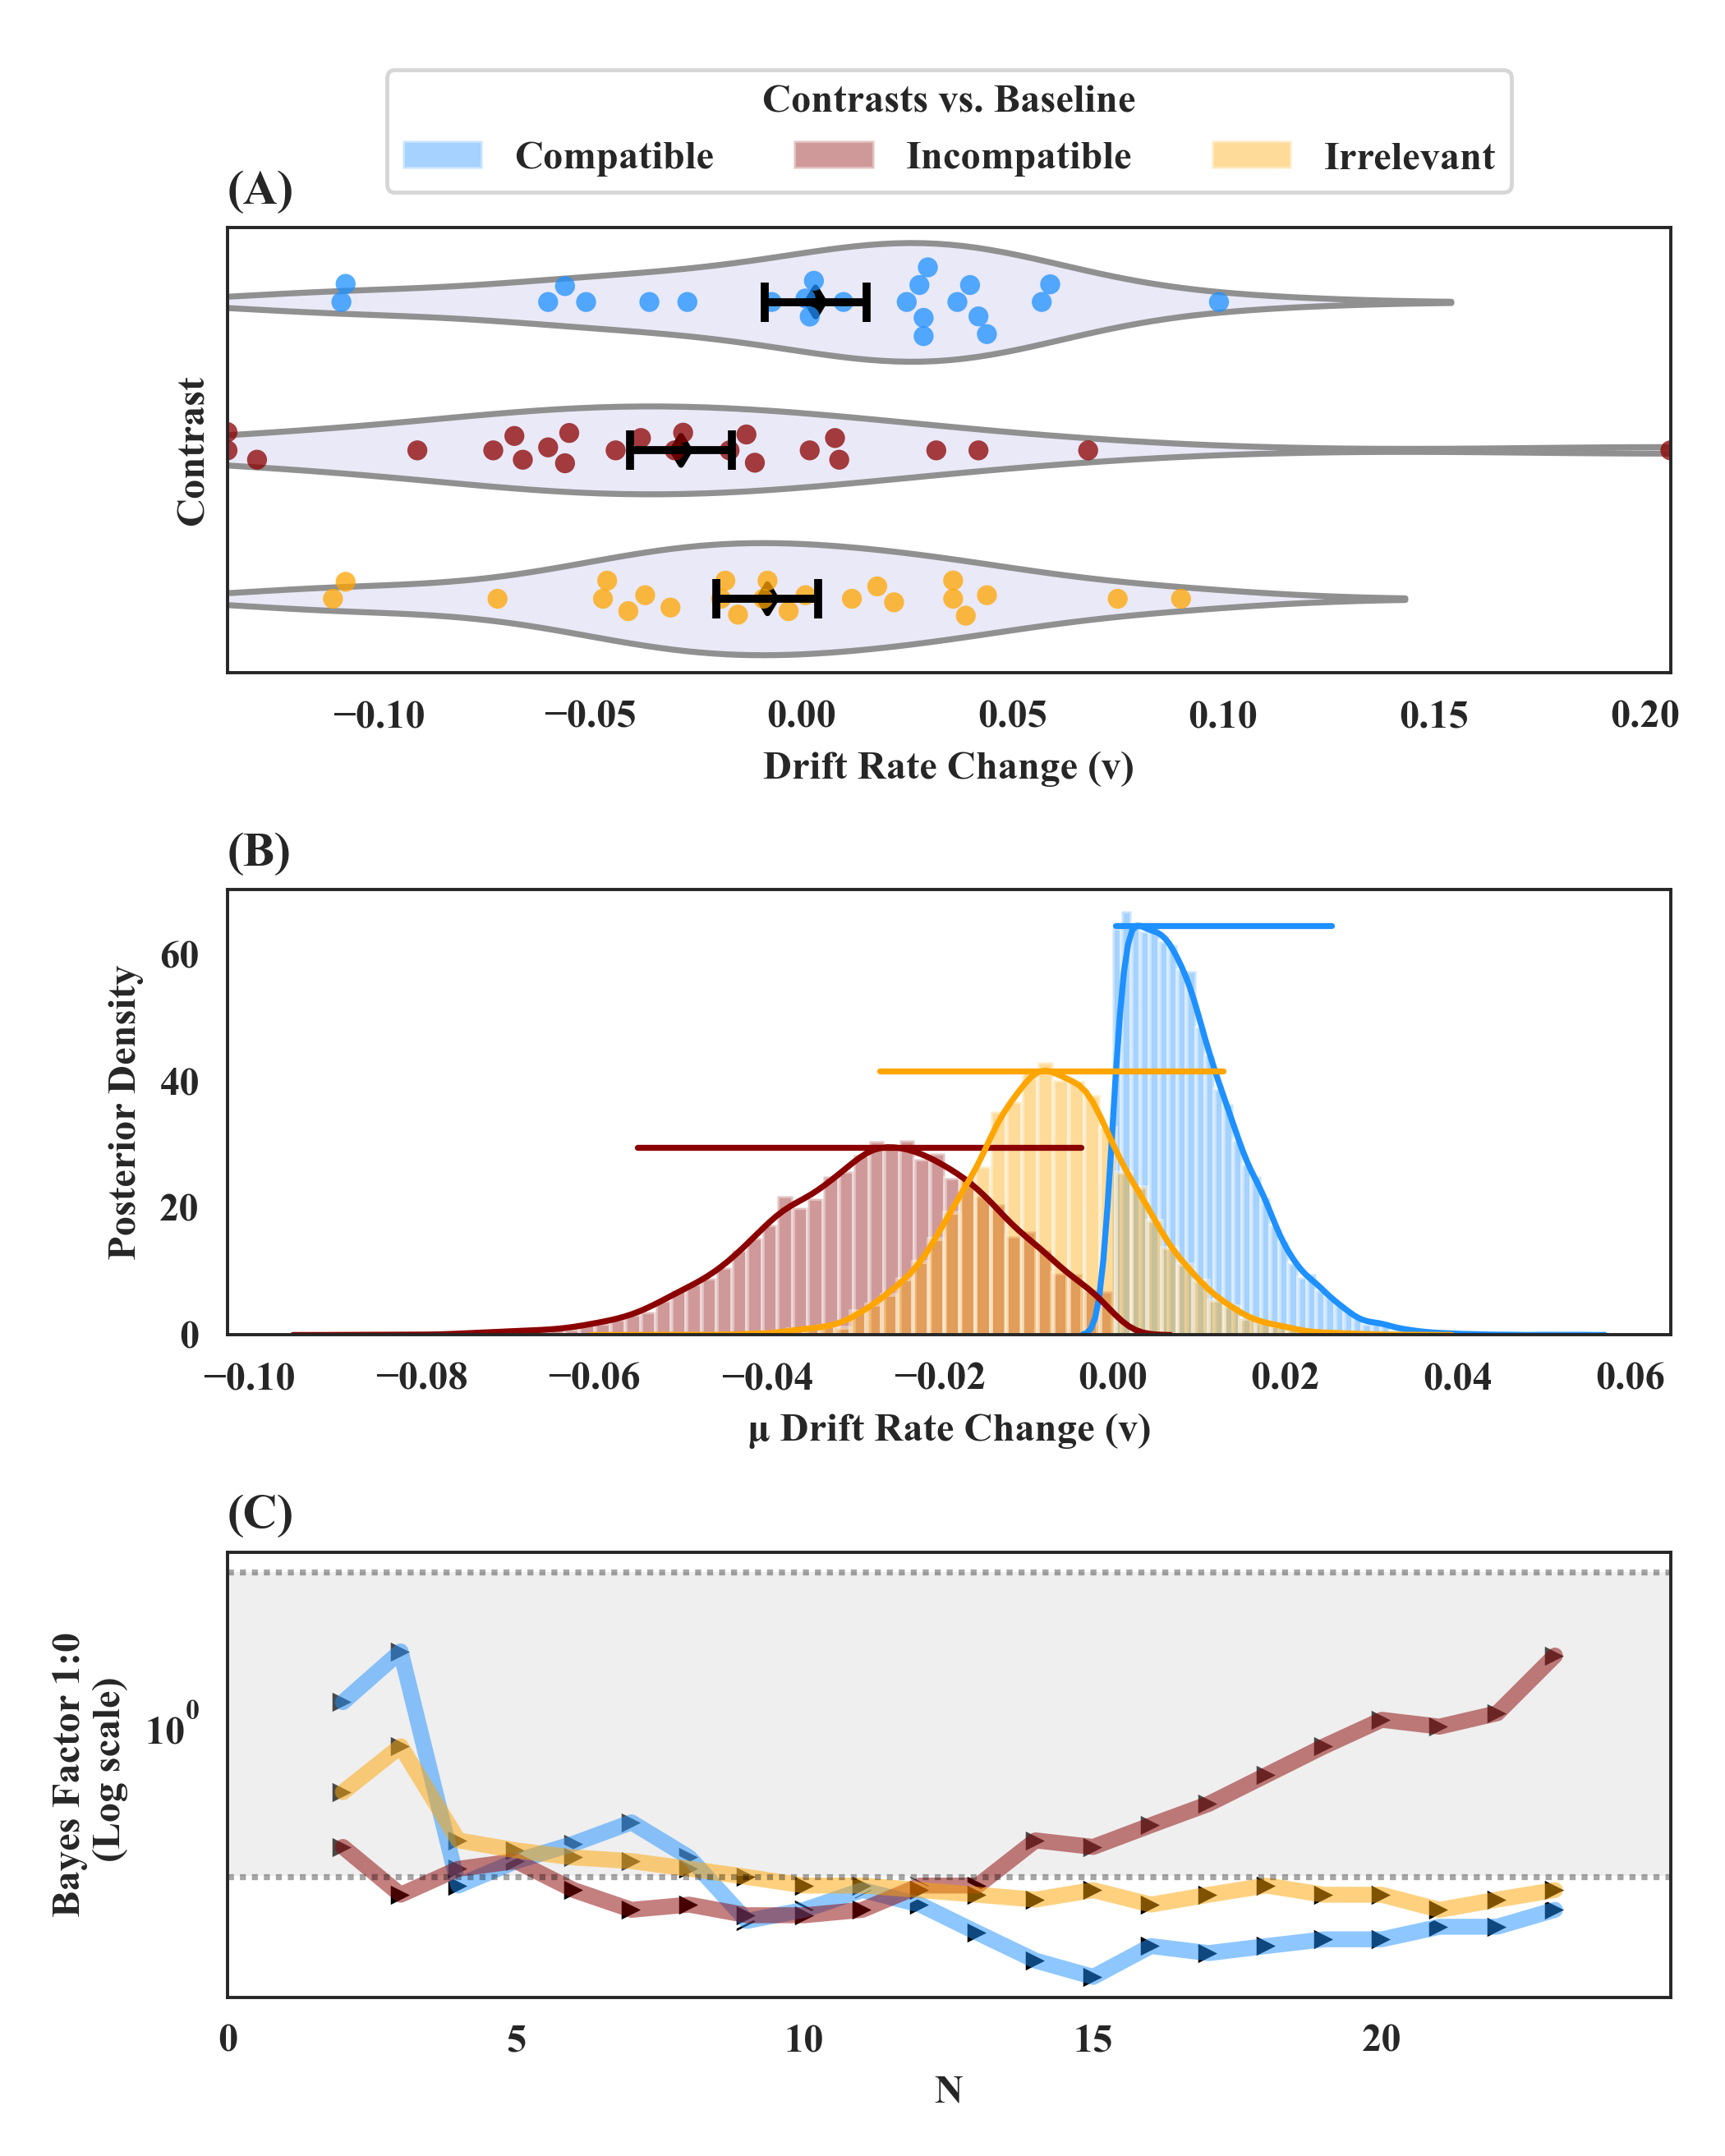 Contrasts vs. Baseline
Compatible Incompatible Irrelevant
(A)
Contrast
−0.10 −0.05 0.00 0.05 0.10 0.15 0.20
Drift Rate Change (v)
(B)
Posterior Density
60
40
20
0
−0.10 −0.08 −0.06 −0.04 −0.02 0.00 0.02 0.04 0.06
μ Drift Rate Change (v)
(C)
Bayes Factor 1:0
(Log scale)
10⁰
0 5 10 15 20
N